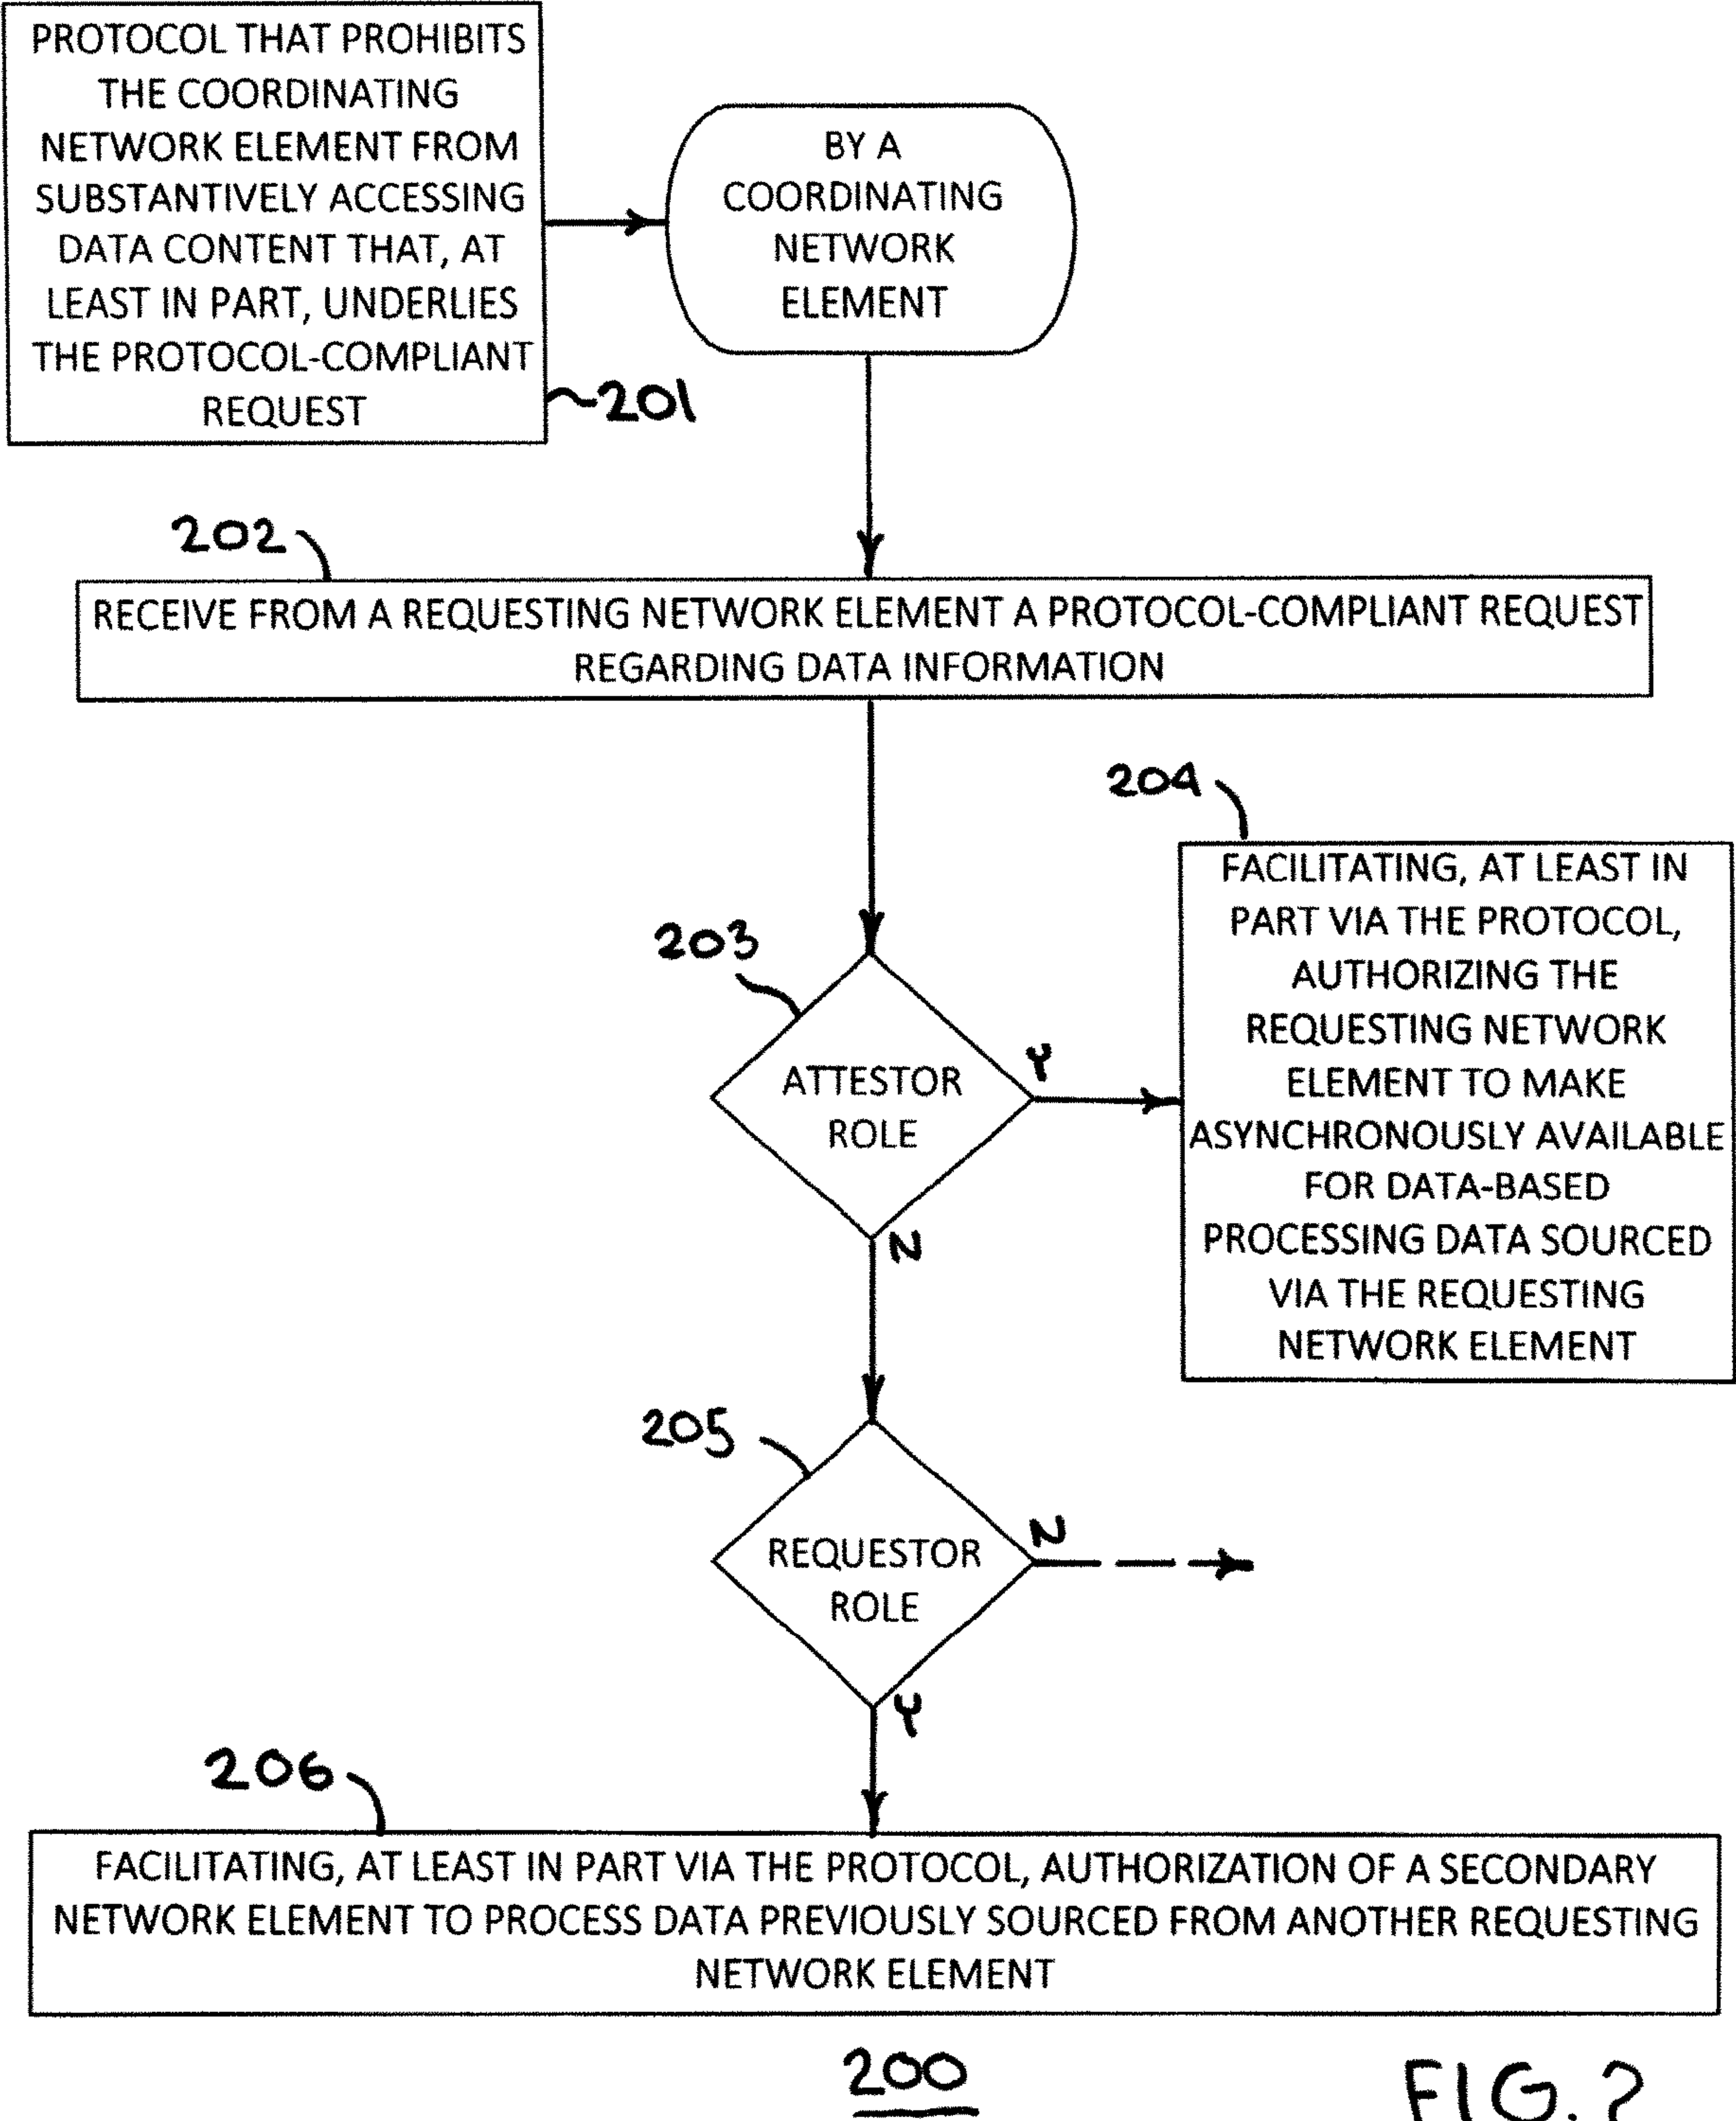 PROTOCOL THAT PROHIBITS
THE COORDINATING
NETWORK ELEMENT FROM
SUBSTANTIVELY ACCESSING
DATA CONTENT THAT, AT
LEAST IN PART, UNDERLIES
THE PROTOCOL-COMPLIANT
REQUEST
201
BY A
COORDINATING
NETWORK
ELEMENT
202
RECEIVE FROM A REQUESTING NETWORK ELEMENT A PROTOCOL-COMPLIANT REQUEST
REGARDING DATA INFORMATION
203
ATTESTOR
ROLE
Y
N
204
FACILITATING, AT LEAST IN
PART VIA THE PROTOCOL,
AUTHORIZING THE
REQUESTING NETWORK
ELEMENT TO MAKE
ASYNCHRONOUSLY AVAILABLE
FOR DATA-BASED
PROCESSING DATA SOURCED
VIA THE REQUESTING
NETWORK ELEMENT
205
REQUESTOR
ROLE
N
Y
206
FACILITATING, AT LEAST IN PART VIA THE PROTOCOL, AUTHORIZATION OF A SECONDARY
NETWORK ELEMENT TO PROCESS DATA PREVIOUSLY SOURCED FROM ANOTHER REQUESTING
NETWORK ELEMENT
200
FIG.